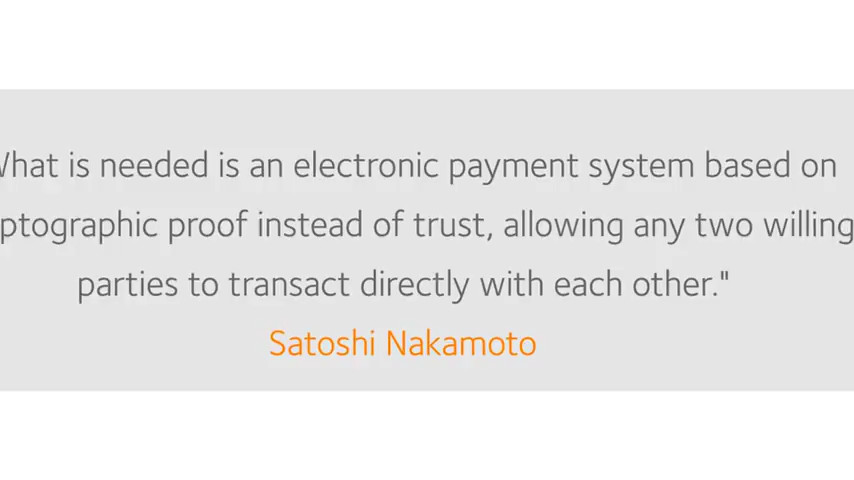 What is needed is an electronic payment system based on
ptographic proof instead of trust, allowing any two willing
parties to transact directly with each other."
Satoshi Nakamoto